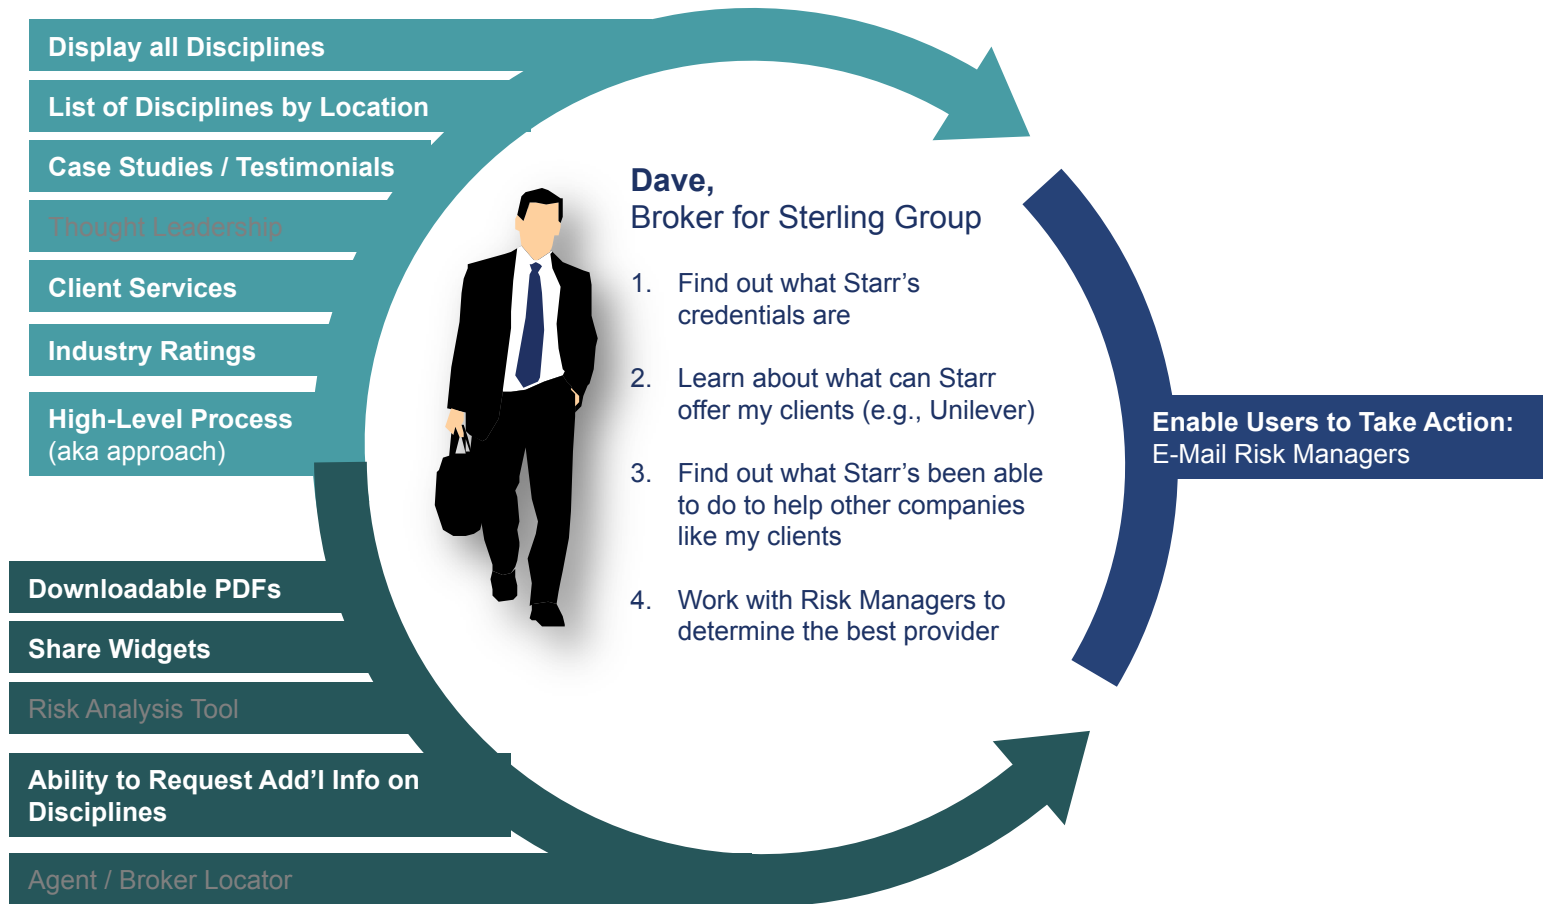 Display all Disciplines
List of Disciplines by Location
Case Studies / Testimonials
Thought Leadership
Client Services
Industry Ratings
High-Level Process
(aka approach)
Downloadable PDFs
Share Widgets
Risk Analysis Tool
Ability to Request Add’l Info on
Disciplines
Agent / Broker Locator
Dave,
Broker for Sterling Group
1. Find out what Starr’s
credentials are
2. Learn about what can Starr
offer my clients (e.g., Unilever)
3. Find out what Starr’s been able
to do to help other companies
like my clients
4. Work with Risk Managers to
determine the best provider
Enable Users to Take Action:
E-Mail Risk Managers